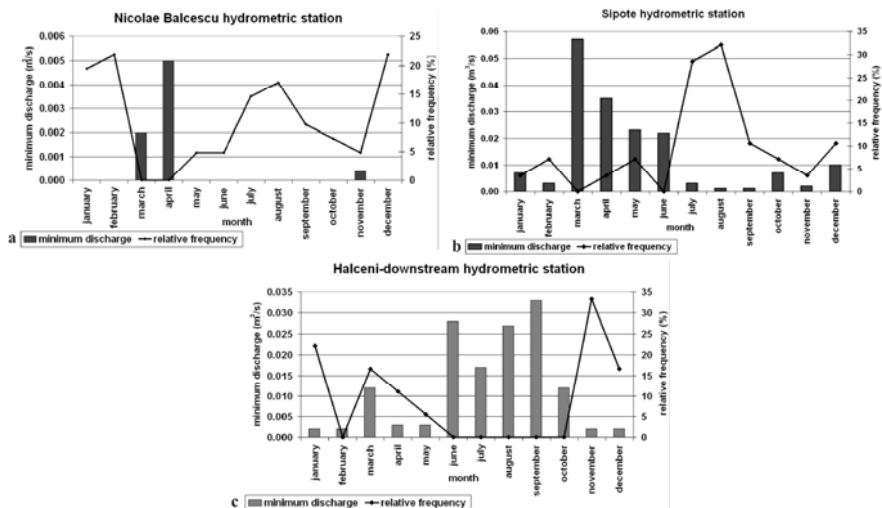 Nicolae Balcescu hydrometric station
minimum discharge (m³/s)
0.006
0.005
0.004
0.003
0.002
0.001
0.000
25
20
15
10
5
0
relative frequency (%)
january
february
march
april
may
june
july
august
september
october
november
december
month
a
minimum discharge
relative frequency
Sipote hydrometric station
minimum discharge (m³/s)
0.06
0.05
0.04
0.03
0.02
0.01
0.00
35
30
25
20
15
10
5
0
relative frequency (%)
january
february
march
april
may
june
july
august
september
october
november
december
month
b
minimum discharge
relative frequency
Halceni-downstream hydrometric station
minimum discharge (m³/s)
0.035
0.030
0.025
0.020
0.015
0.010
0.005
0.000
35
30
25
20
15
10
5
0
relative frequency (%)
january
february
march
april
may
june
july
august
september
october
november
december
month
c
minimum discharge
relative frequency